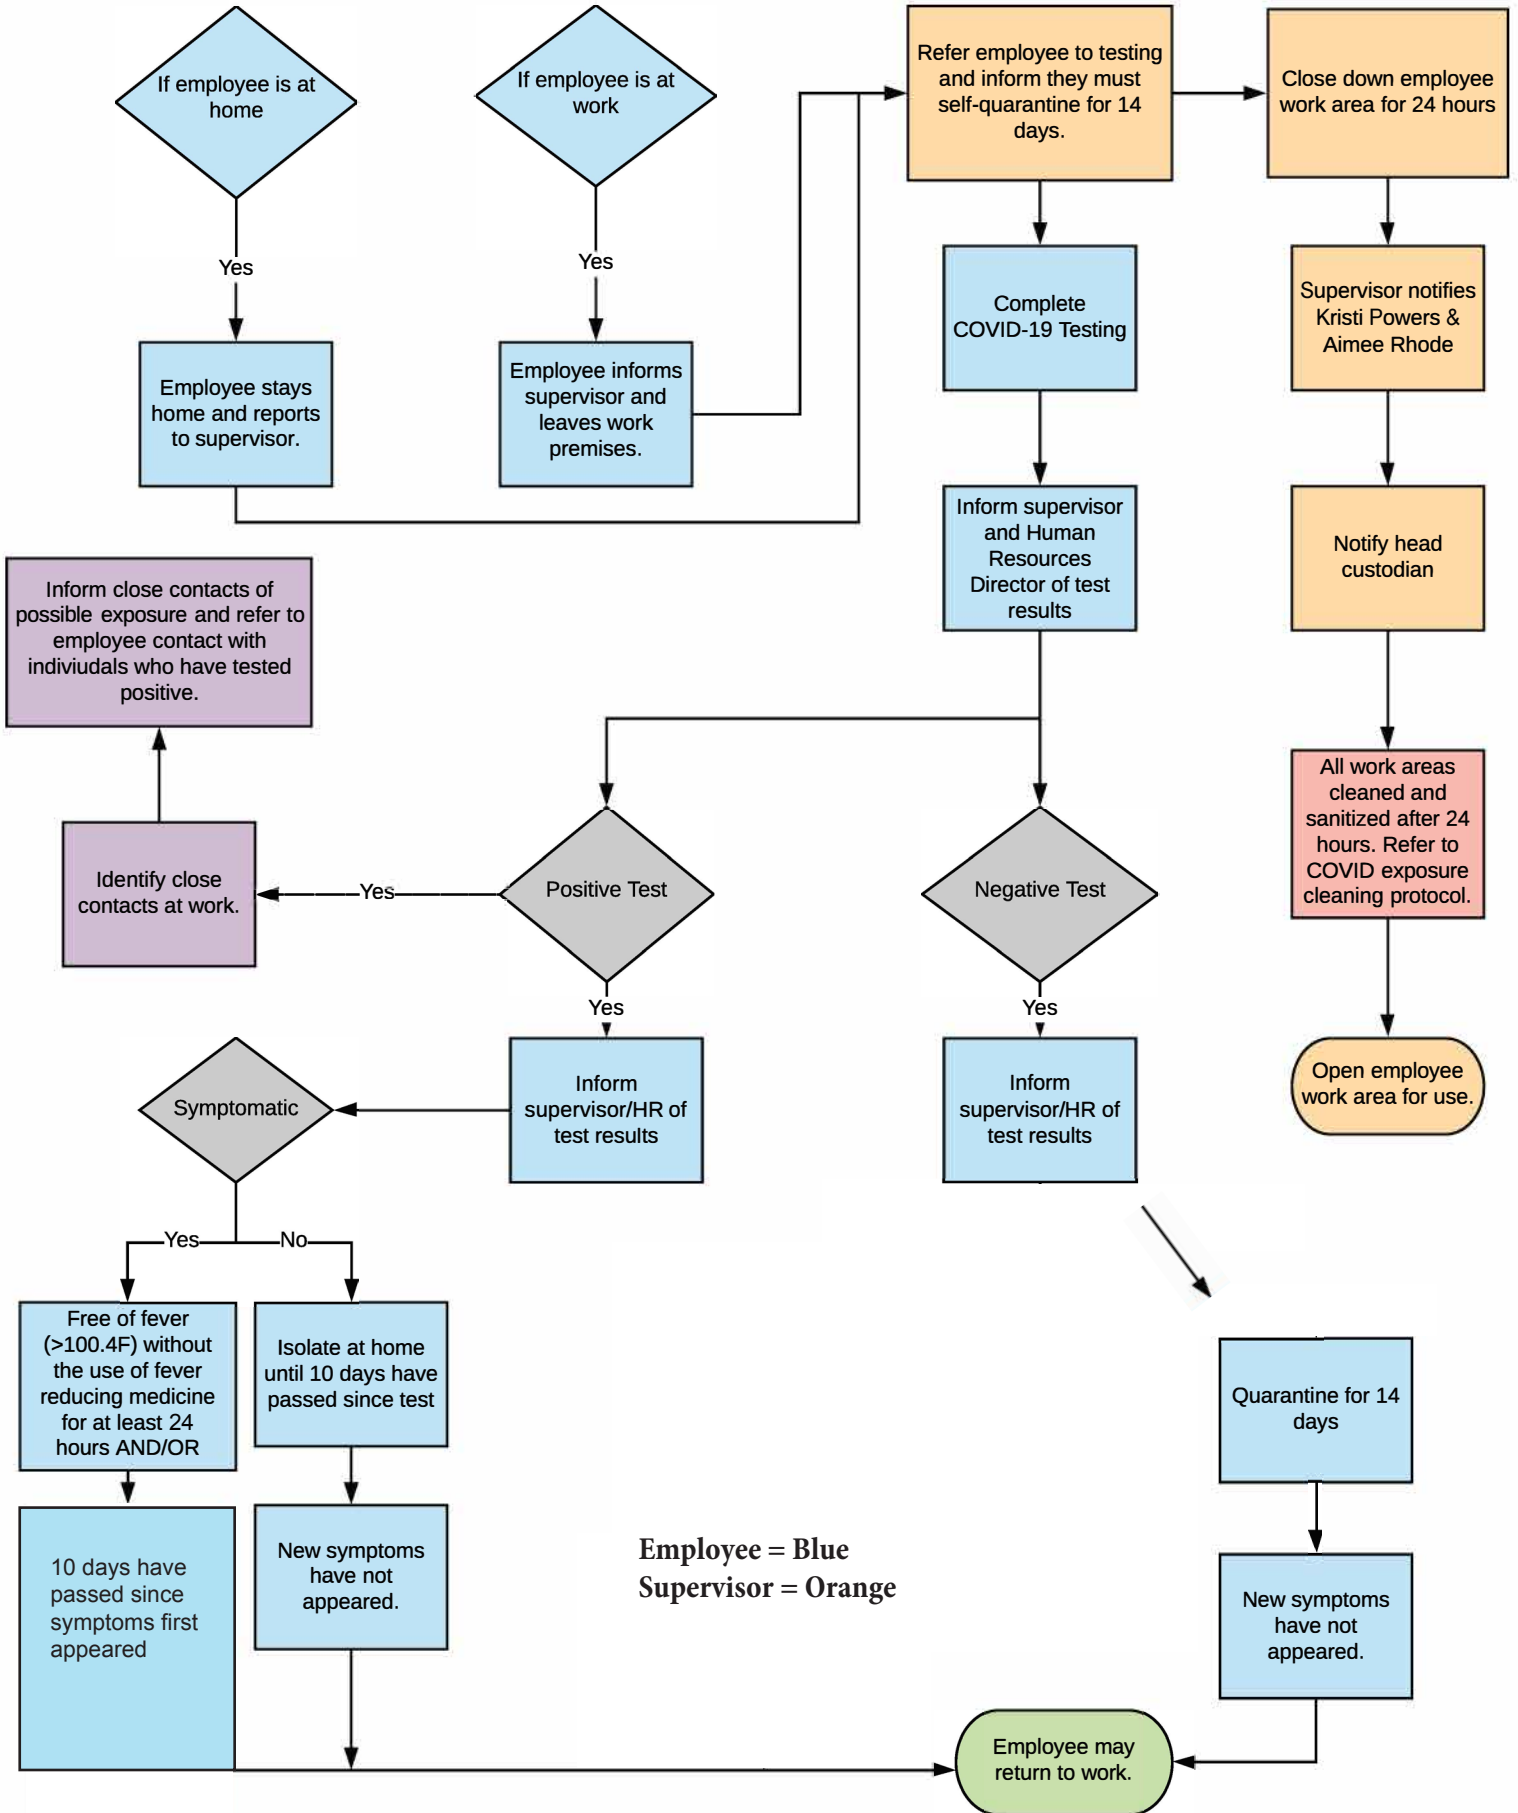 If employee is at
home
If employee is at
work
Refer employee to testing
and inform they must
self-quarantine for 14
days.
Close down employee
work area for 24 hours
Yes
Yes
Complete
COVID-19 Testing
Supervisor notifies
Kristi Powers &
Aimee Rhode
Employee stays
home and reports
to supervisor.
Employee informs
supervisor and
leaves work
premises.
Inform supervisor
and Human
Resources
Director of test
results
Notify head
custodian
Inform close contacts of
possible exposure and refer to
employee contact with
indiviudals who have tested
positive.
All work areas
cleaned and
sanitized after 24
hours. Refer to
COVID exposure
cleaning protocol.
Identify close
contacts at work.
Yes
Positive Test
Negative Test
Yes
Yes
Symptomatic
Inform
supervisor/HR of
test results
Inform
supervisor/HR of
test results
Open employee
work area for use.
Yes
No
Free of fever
(>100.4F) without
the use of fever
reducing medicine
for at least 24
hours AND/OR
Isolate at home
until 10 days have
passed since test
Quarantine for 14
days
10 days have
passed since
symptoms first
appeared
New symptoms
have not
appeared.
Employee = Blue
Supervisor = Orange
New symptoms
have not
appeared.
Employee may
return to work.